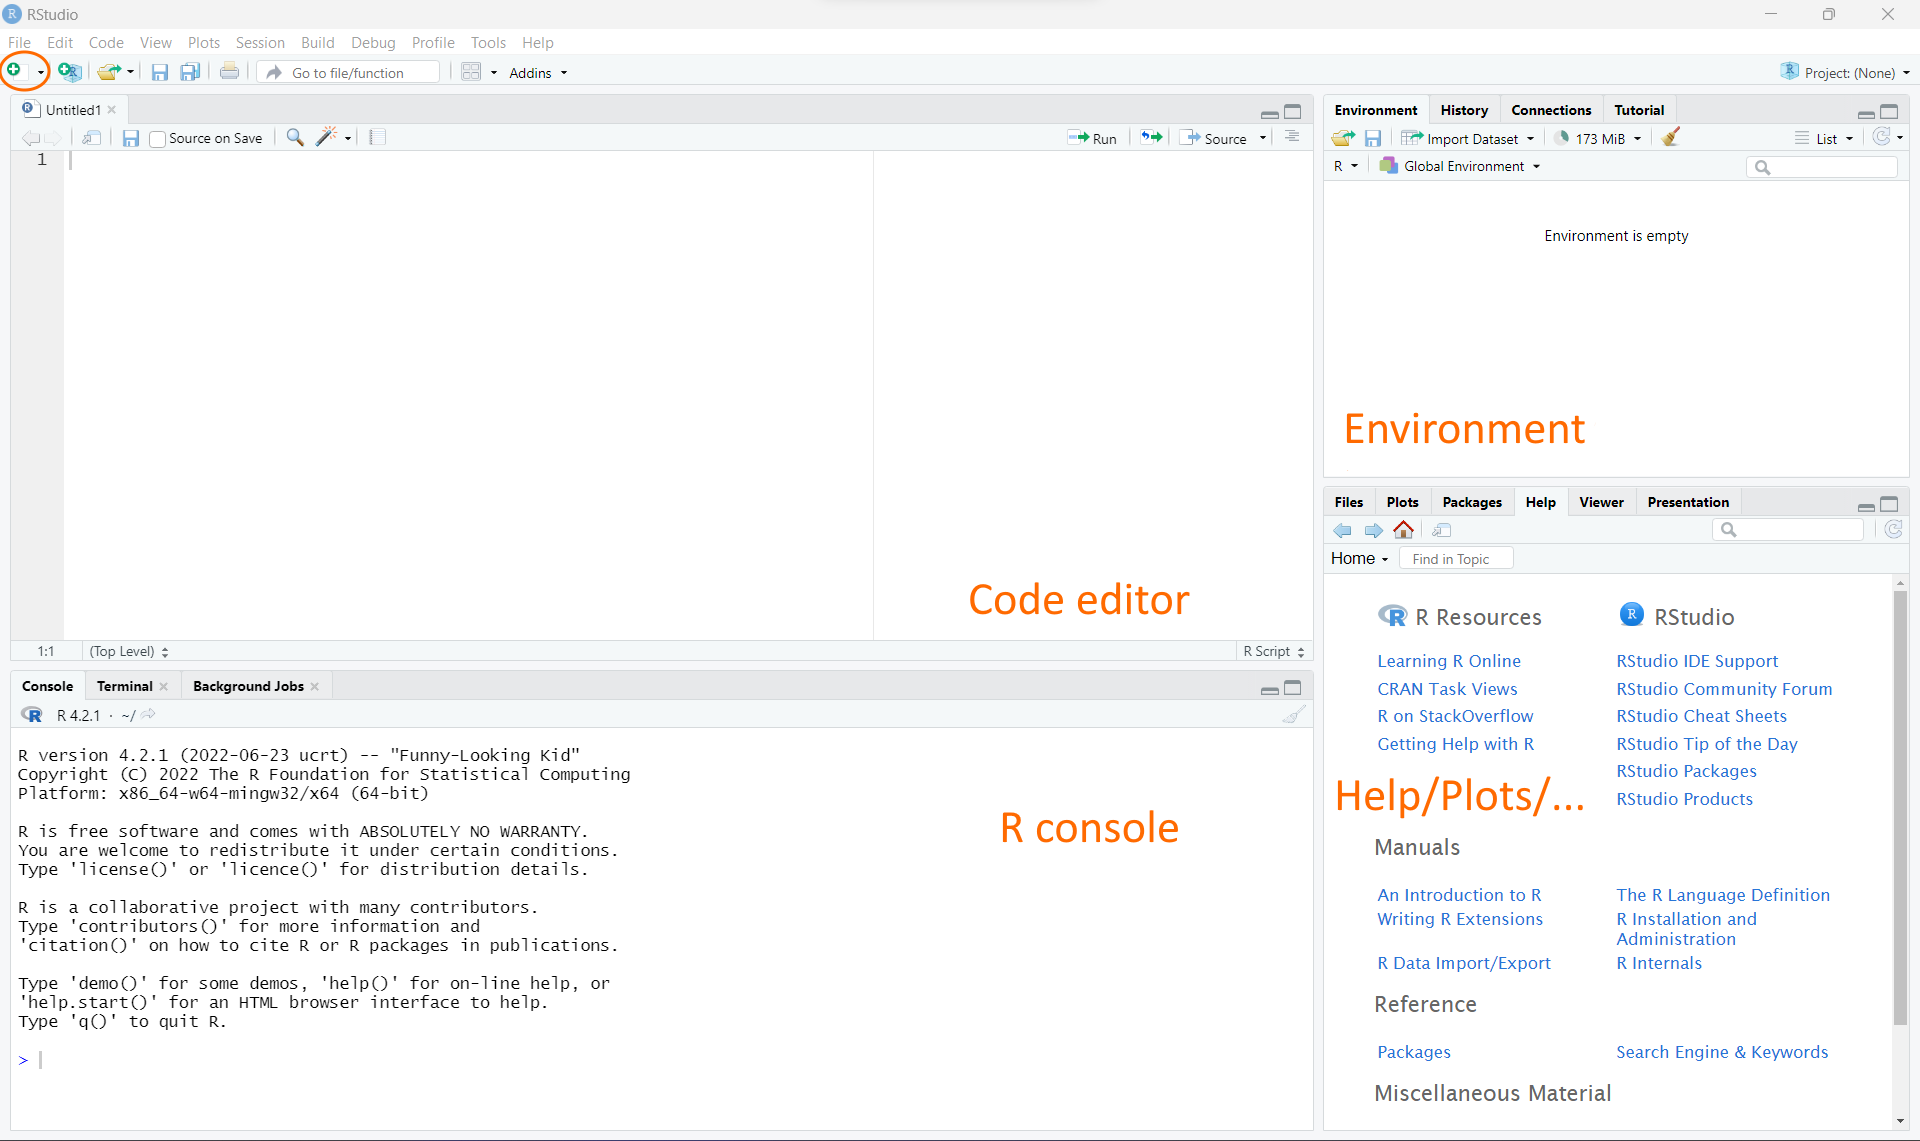 RStudio
File Edit Code View Plots Session Build Debug Profile Tools Help
Go to file/function Addins Project: (None)
Untitled1
Source on Save Run Source
1
Code editor
1:1 (Top Level) R Script
Console Terminal Background Jobs
R 4.2.1 · ~/
R version 4.2.1 (2022-06-23 ucrt) -- "Funny-Looking Kid"
Copyright (C) 2022 The R Foundation for Statistical Computing
Platform: x86_64-w64-mingw32/x64 (64-bit)
R is free software and comes with ABSOLUTELY NO WARRANTY.
You are welcome to redistribute it under certain conditions.
Type 'license()' or 'licence()' for distribution details.
R is a collaborative project with many contributors.
Type 'contributors()' for more information and
'citation()' on how to cite R or R packages in publications.
Type 'demo()' for some demos, 'help()' for on-line help, or
'help.start()' for an HTML browser interface to help.
Type 'q()' to quit R.
>
R console
Environment History Connections Tutorial
Import Dataset 173 MiB List
R Global Environment
Environment is empty
Environment
Files Plots Packages Help Viewer Presentation
Home Find in Topic
R Resources RStudio
Learning R Online RStudio IDE Support
CRAN Task Views RStudio Community Forum
R on StackOverflow RStudio Cheat Sheets
Getting Help with R RStudio Tip of the Day
RStudio Packages
Help/Plots/... RStudio Products
Manuals
An Introduction to R The R Language Definition
Writing R Extensions R Installation and
Administration
R Data Import/Export R Internals
Reference
Packages Search Engine & Keywords
Miscellaneous Material